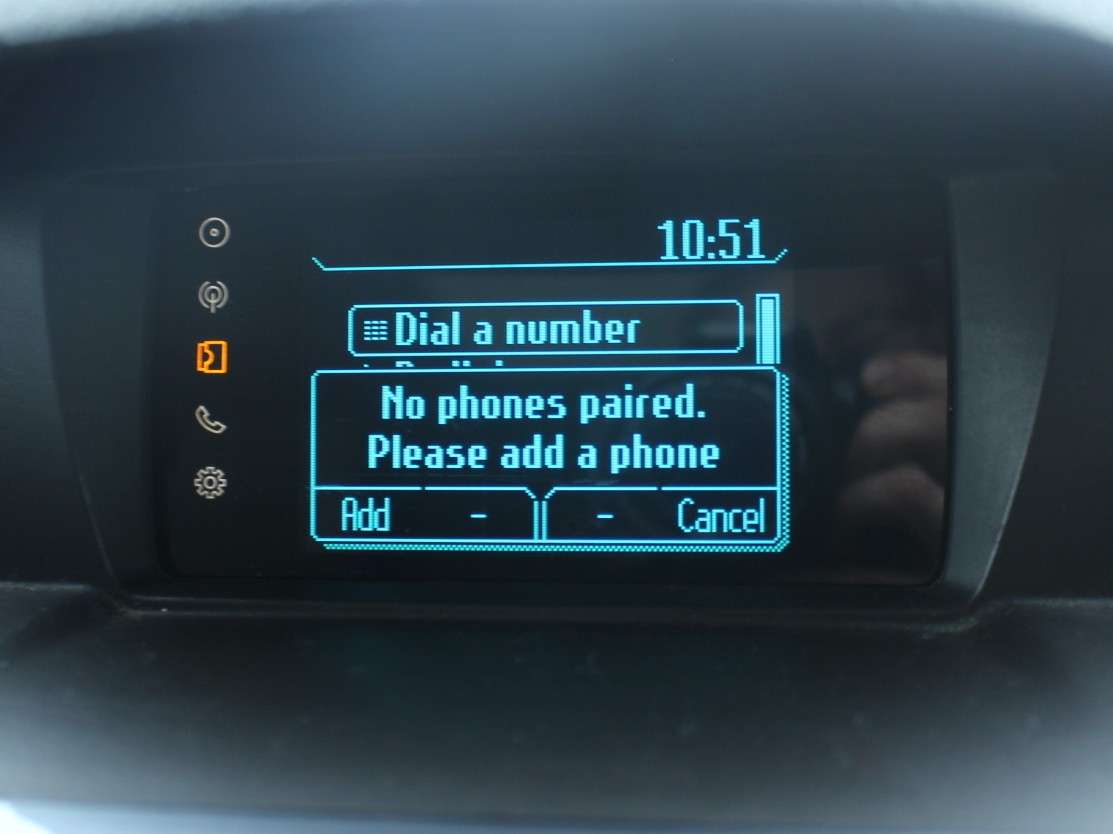 10:51
Dial a number
No phones paired.
Please add a phone
Add - - Cancel